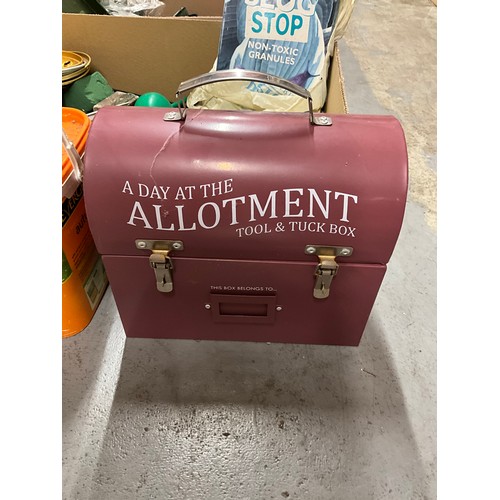 STOP
NON-TOXIC
GRANULES
A DAY AT THE
ALLOTMENT
TOOL & TUCK BOX
THIS BOX BELONGS TO...